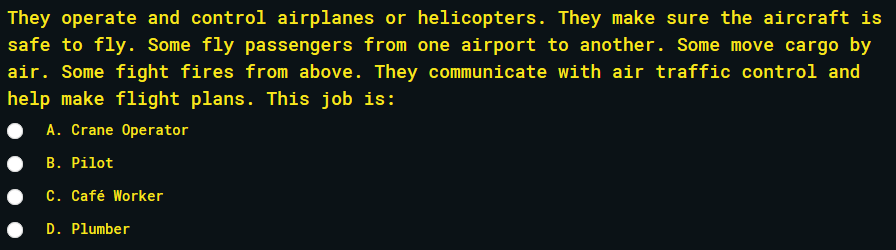 They operate and control airplanes or helicopters. They make sure the aircraft is
safe to fly. Some fly passengers from one airport to another. Some move cargo by
air. Some fight fires from above. They communicate with air traffic control and
help make flight plans. This job is:
A. Crane Operator
B. Pilot
C. Café Worker
D. Plumber